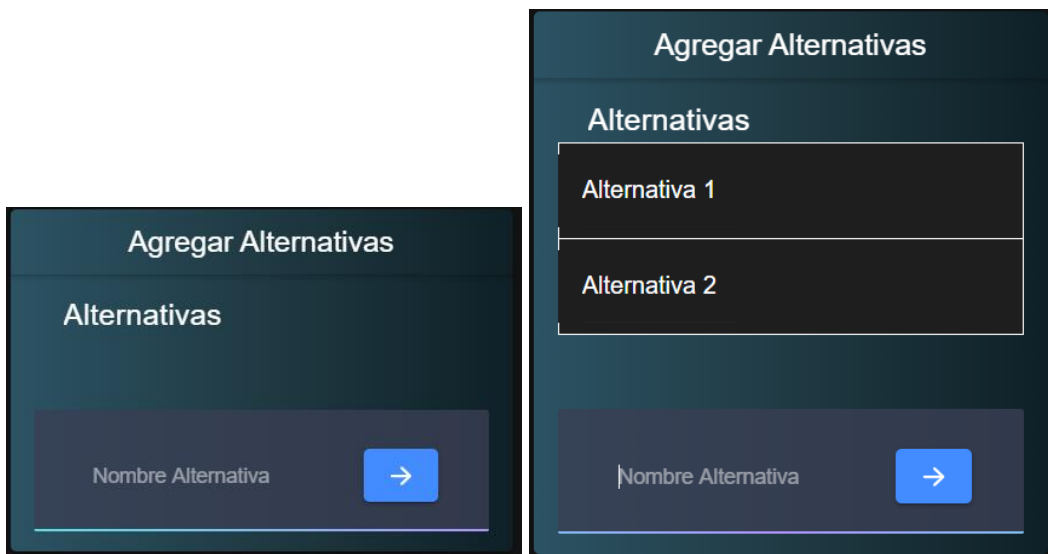 Agregar Alternativas
Alternativas
Nombre Alternativa
Agregar Alternativas
Alternativas
Alternativa 1
Alternativa 2
Nombre Alternativa